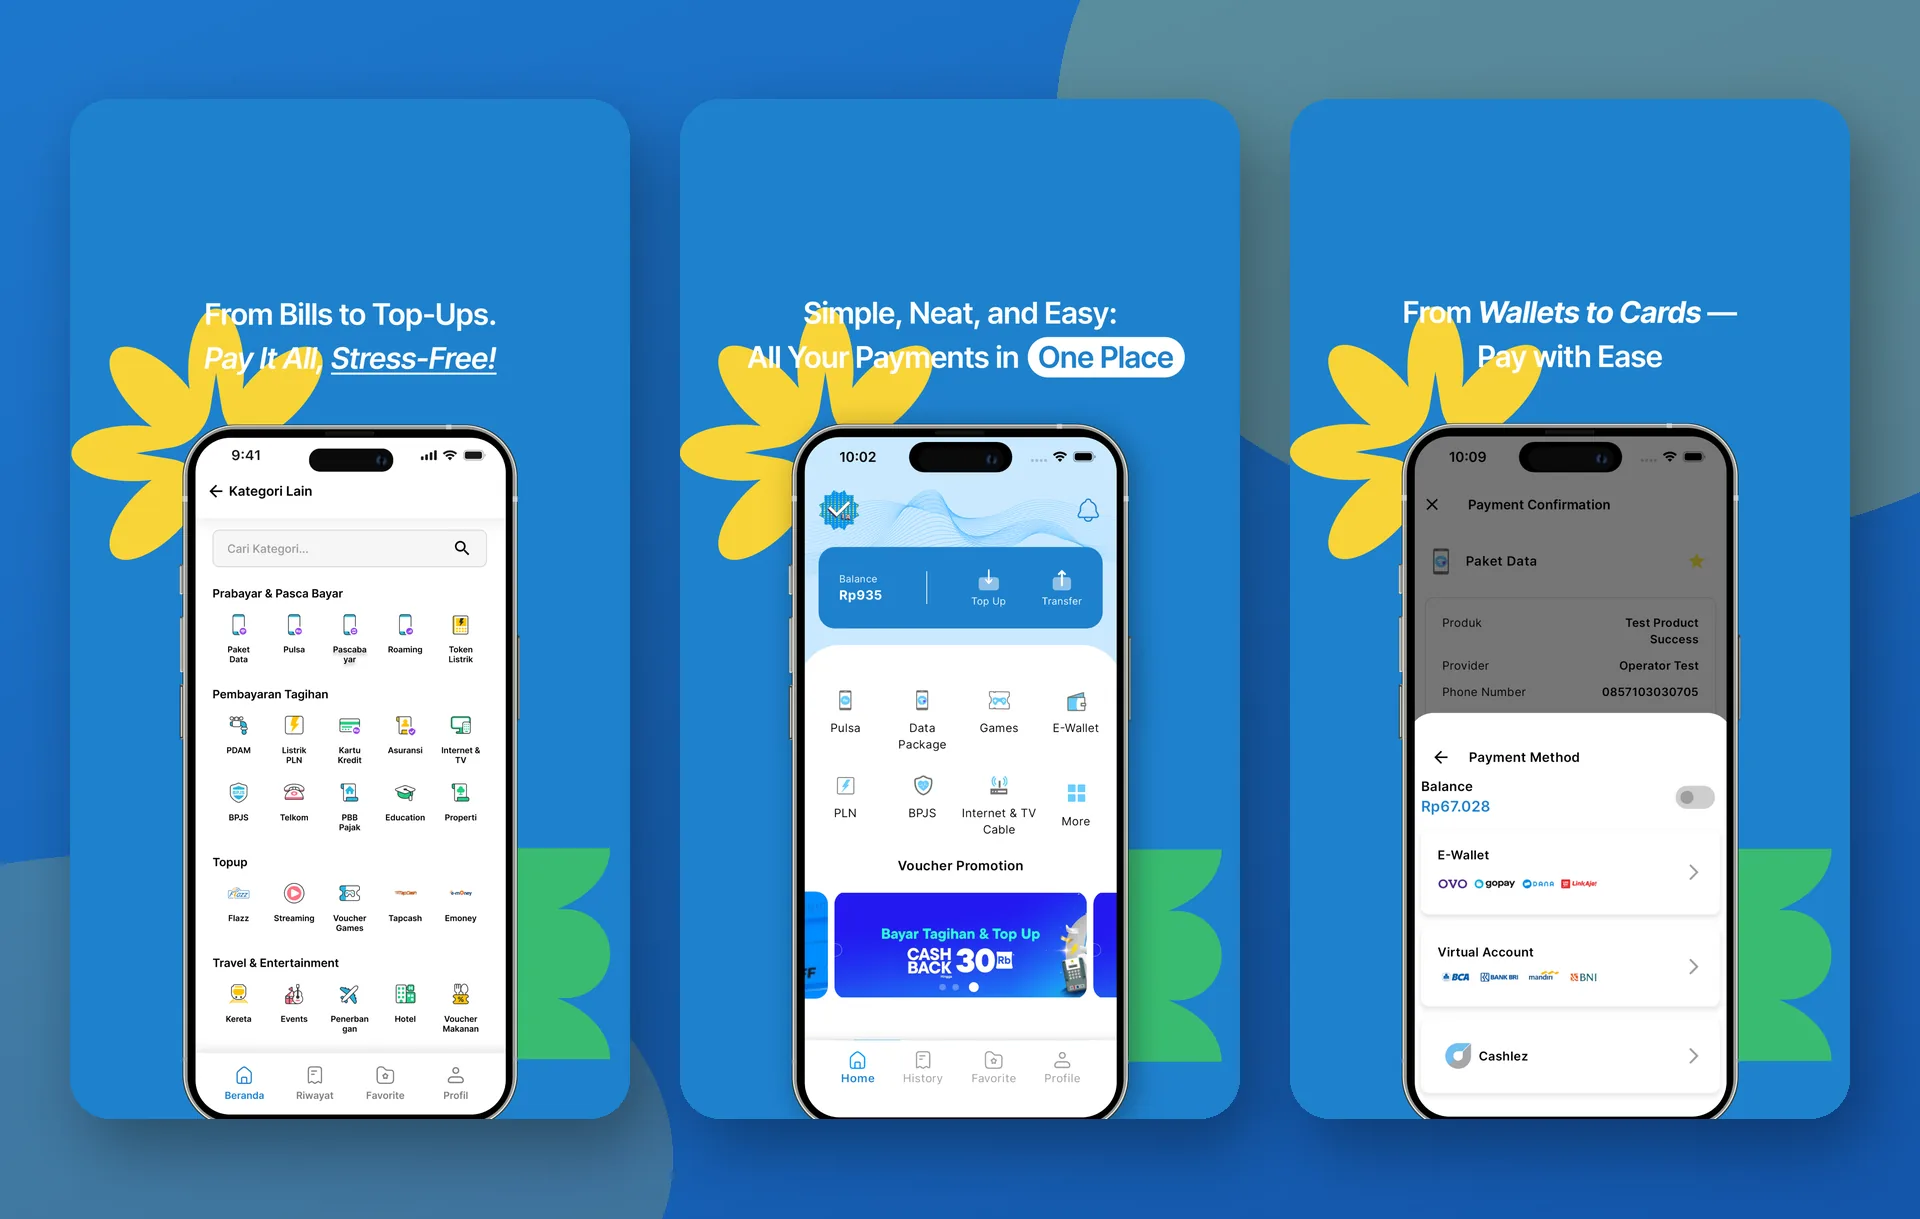 From Bills to Top-Ups.
Pay It All, Stress-Free!
9:41
Kategori Lain
Cari Kategori...
Prabayar & Pasca Bayar
Paket
Data
Pulsa
Pascaba
yar
Roaming
Token
Listrik
Pembayaran Tagihan
PDAM
Listrik
PLN
Kartu
Kredit
Asuransi
Internet &
TV
BPJS
Telkom
PBB
Pajak
Education
Properti
Topup
Flazz
Streaming
Voucher
Games
Tapcash
Emoney
Travel & Entertainment
Kereta
Events
Penerban
gan
Hotel
Voucher
Makanan
Beranda
Riwayat
Favorite
Profil
Simple, Neat, and Easy:
All Your Payments in One Place
10:02
Balance
Rp935
Top Up
Transfer
Pulsa
Data
Package
Games
E-Wallet
PLN
BPJS
Internet & TV
Cable
More
Voucher Promotion
Bayar Tagihan & Top Up
CASH
BACK
30Rb
Home
History
Favorite
Profile
From Wallets to Cards —
Pay with Ease
10:09
Payment Confirmation
Paket Data
Produk
Test Product
Success
Provider
Operator Test
Phone Number
0857103030705
Payment Method
Balance
Rp67.028
E-Wallet
OVO gopay DANA LinkAja!
Virtual Account
BCA BANK BRI mandiri BNI
Cashlez